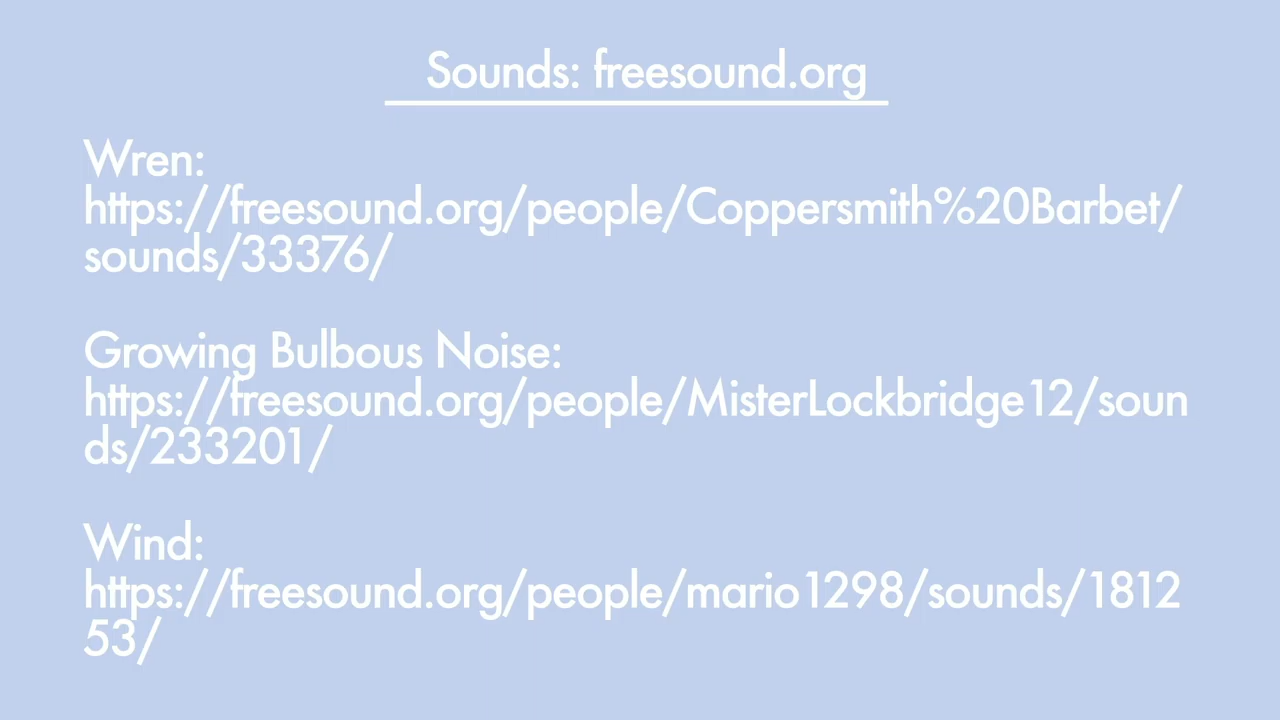 Sounds: freesound.org
Wren:
https://freesound.org/people/Coppersmith%20Barbet/
sounds/33376/
Growing Bulbous Noise:
https://freesound.org/people/MisterLockbridge12/soun
ds/233201/
Wind:
https://freesound.org/people/mario1298/sounds/1812
53/